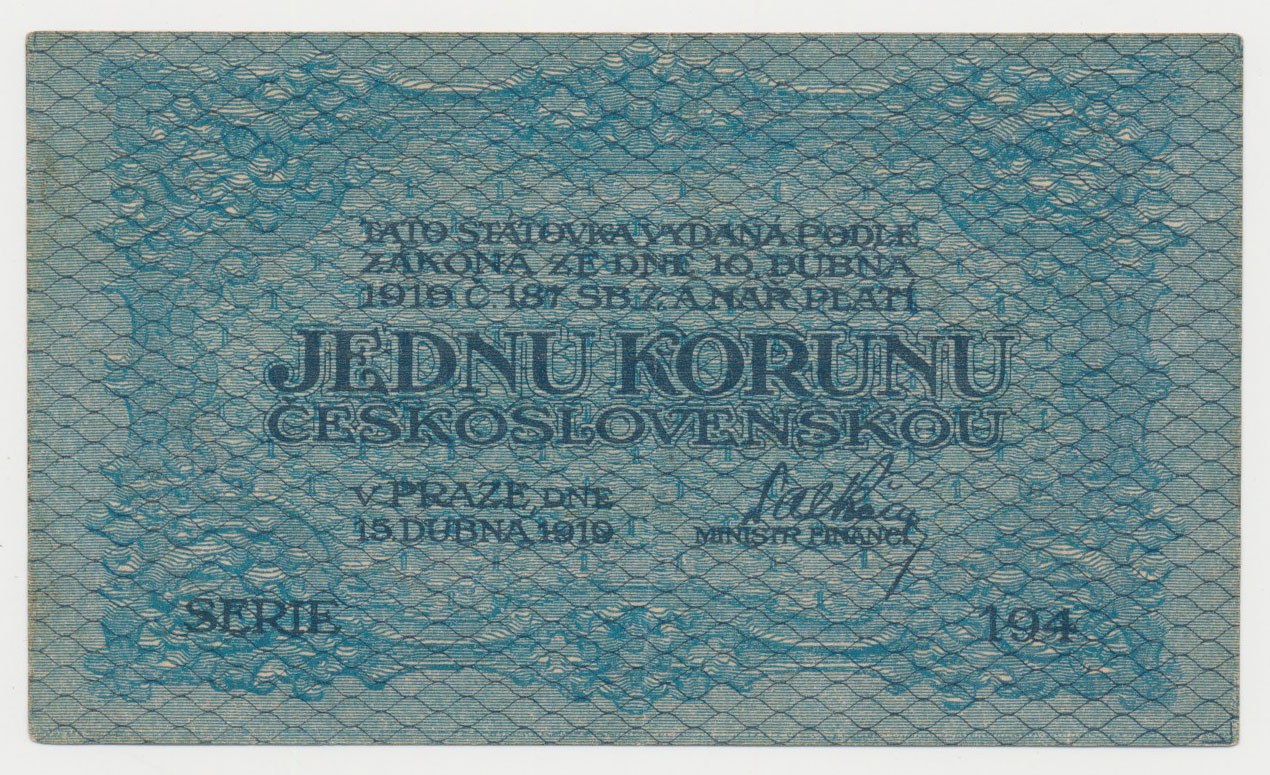 TATO STÁTOVKA VYDANÁ PODLE
ZÁKONA ZE DNE 10. DUBNA
1919 Č. 187 SB. Z. A NAŘ. PLATÍ
JEDNU KORUNU
ČESKOSLOVENSKOU
V PRAZE, DNE
15. DUBNA 1919
MINISTR FINANCÍ
SERIE 194